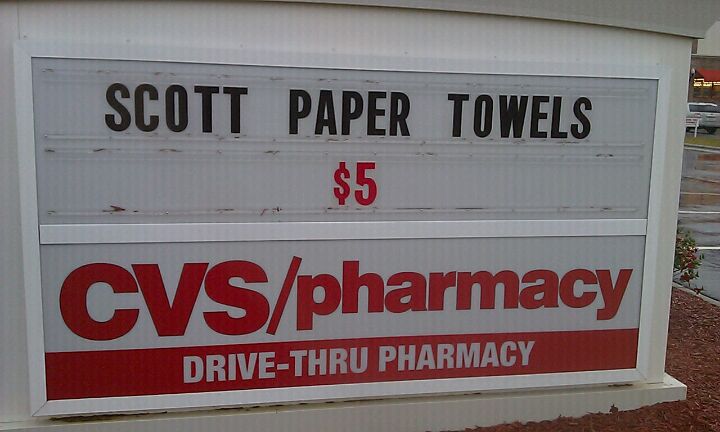 SCOTT PAPER TOWELS
$5
CVS/pharmacy
DRIVE-THRU PHARMACY